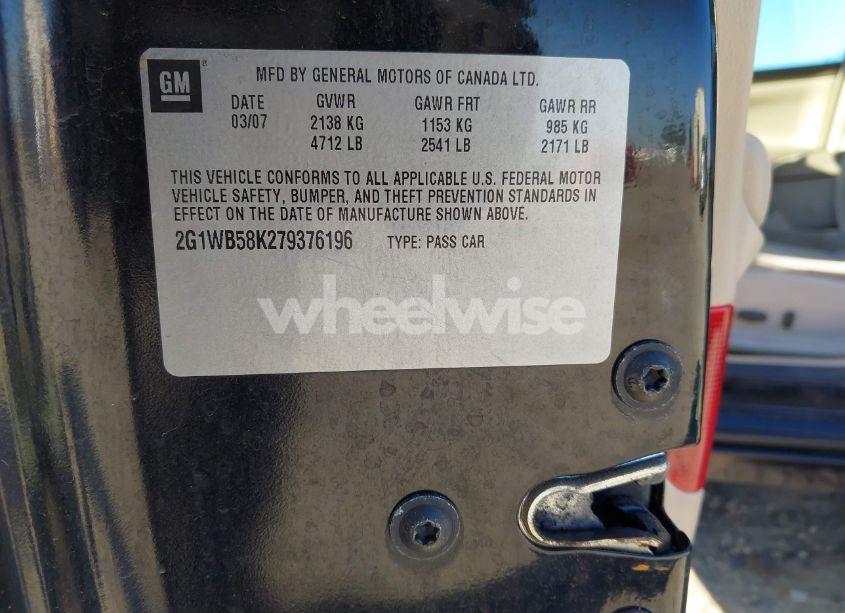 GM
MFD BY GENERAL MOTORS OF CANADA LTD.
DATE GVWR GAWR FRT GAWR RR
03/07 2138 KG 1153 KG 985 KG
4712 LB 2541 LB 2171 LB
THIS VEHICLE CONFORMS TO ALL APPLICABLE U.S. FEDERAL MOTOR
VEHICLE SAFETY, BUMPER, AND THEFT PREVENTION STANDARDS IN
EFFECT ON THE DATE OF MANUFACTURE SHOWN ABOVE.
2G1WB58K279376196 TYPE: PASS CAR
wheelwise